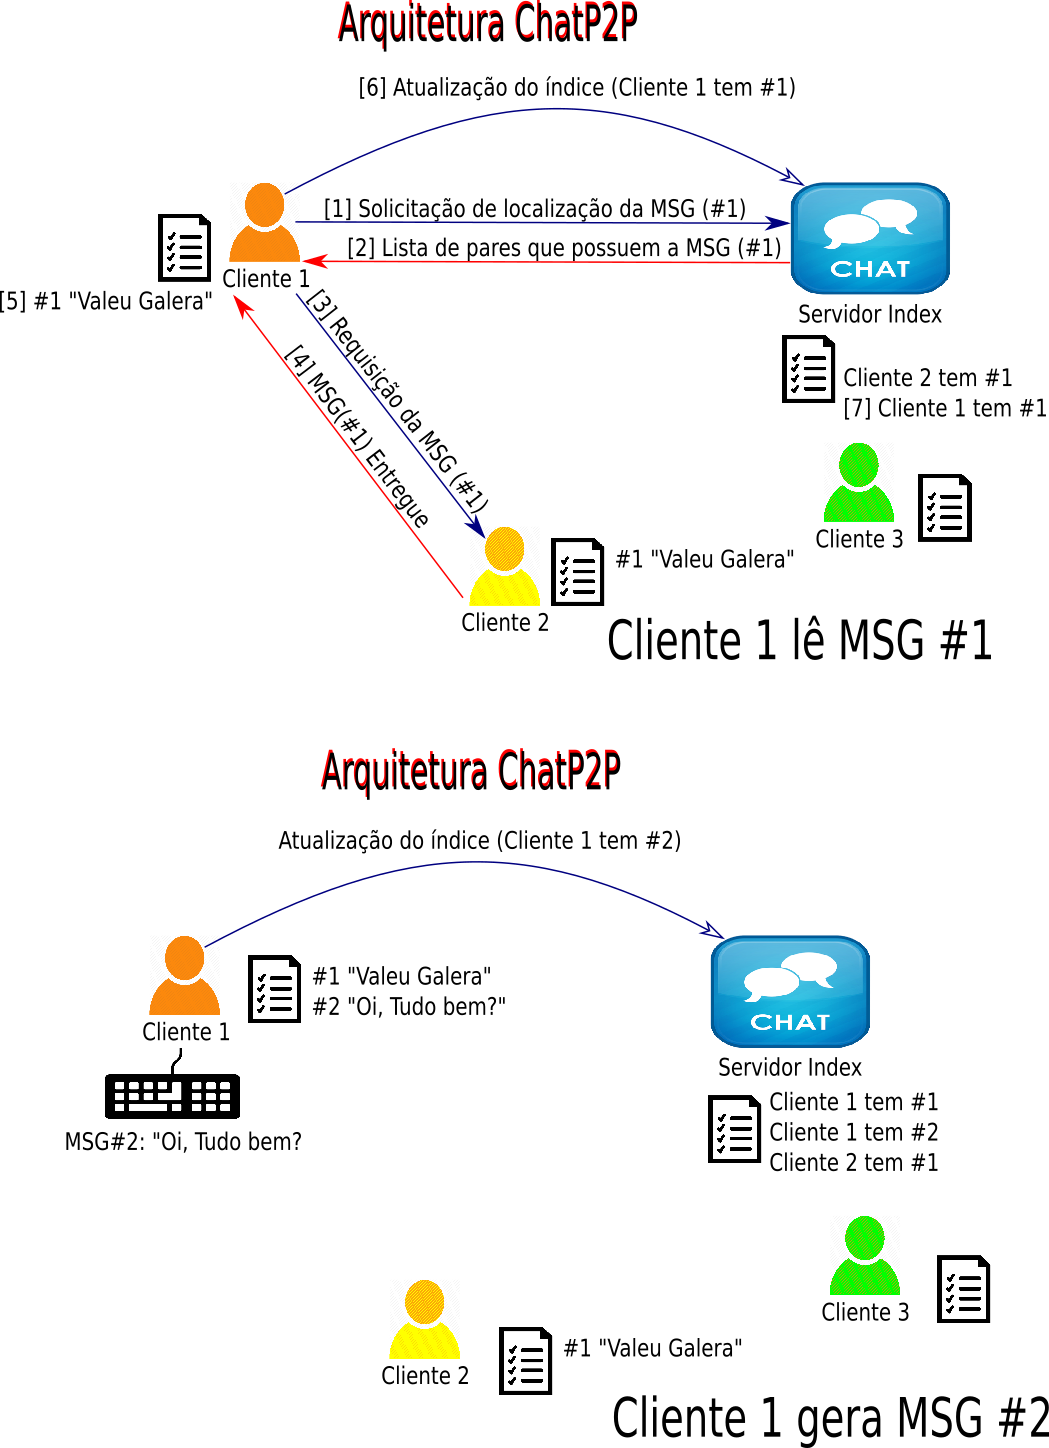 Arquitetura ChatP2P
[6] Atualização do índice (Cliente 1 tem #1)
[1] Solicitação de localização da MSG (#1)
[2] Lista de pares que possuem a MSG (#1)
CHAT
Cliente 1
[5] #1 "Valeu Galera"
[3] Requisição da MSG (#1)
[4] MSG(#1) Entregue
Servidor Index
Cliente 2 tem #1
[7] Cliente 1 tem #1
Cliente 3
#1 "Valeu Galera"
Cliente 2
Cliente 1 lê MSG #1
Arquitetura ChatP2P
Atualização do índice (Cliente 1 tem #2)
#1 "Valeu Galera"
#2 "Oi, Tudo bem?"
CHAT
Cliente 1
Servidor Index
MSG#2: "Oi, Tudo bem?
Cliente 1 tem #1
Cliente 1 tem #2
Cliente 2 tem #1
Cliente 3
#1 "Valeu Galera"
Cliente 2
Cliente 1 gera MSG #2